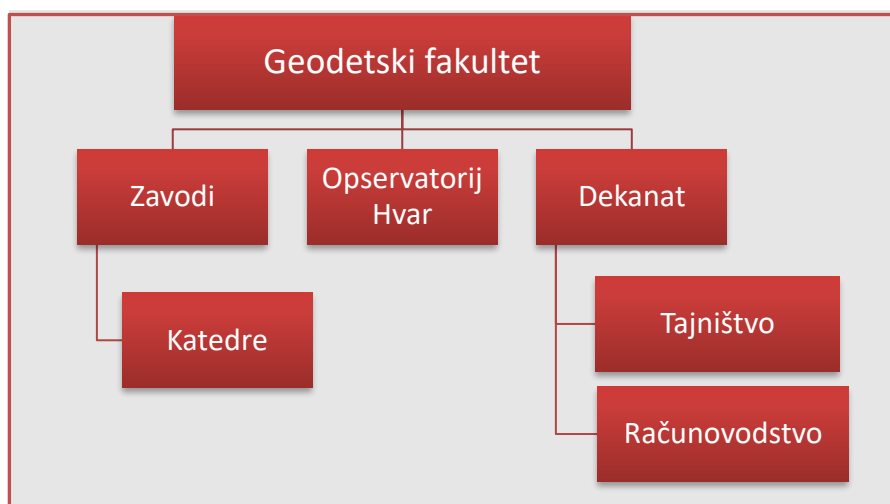 Geodetski fakultet
Zavodi
Opservatorij
Hvar
Dekanat
Katedre
Tajništvo
Računovodstvo